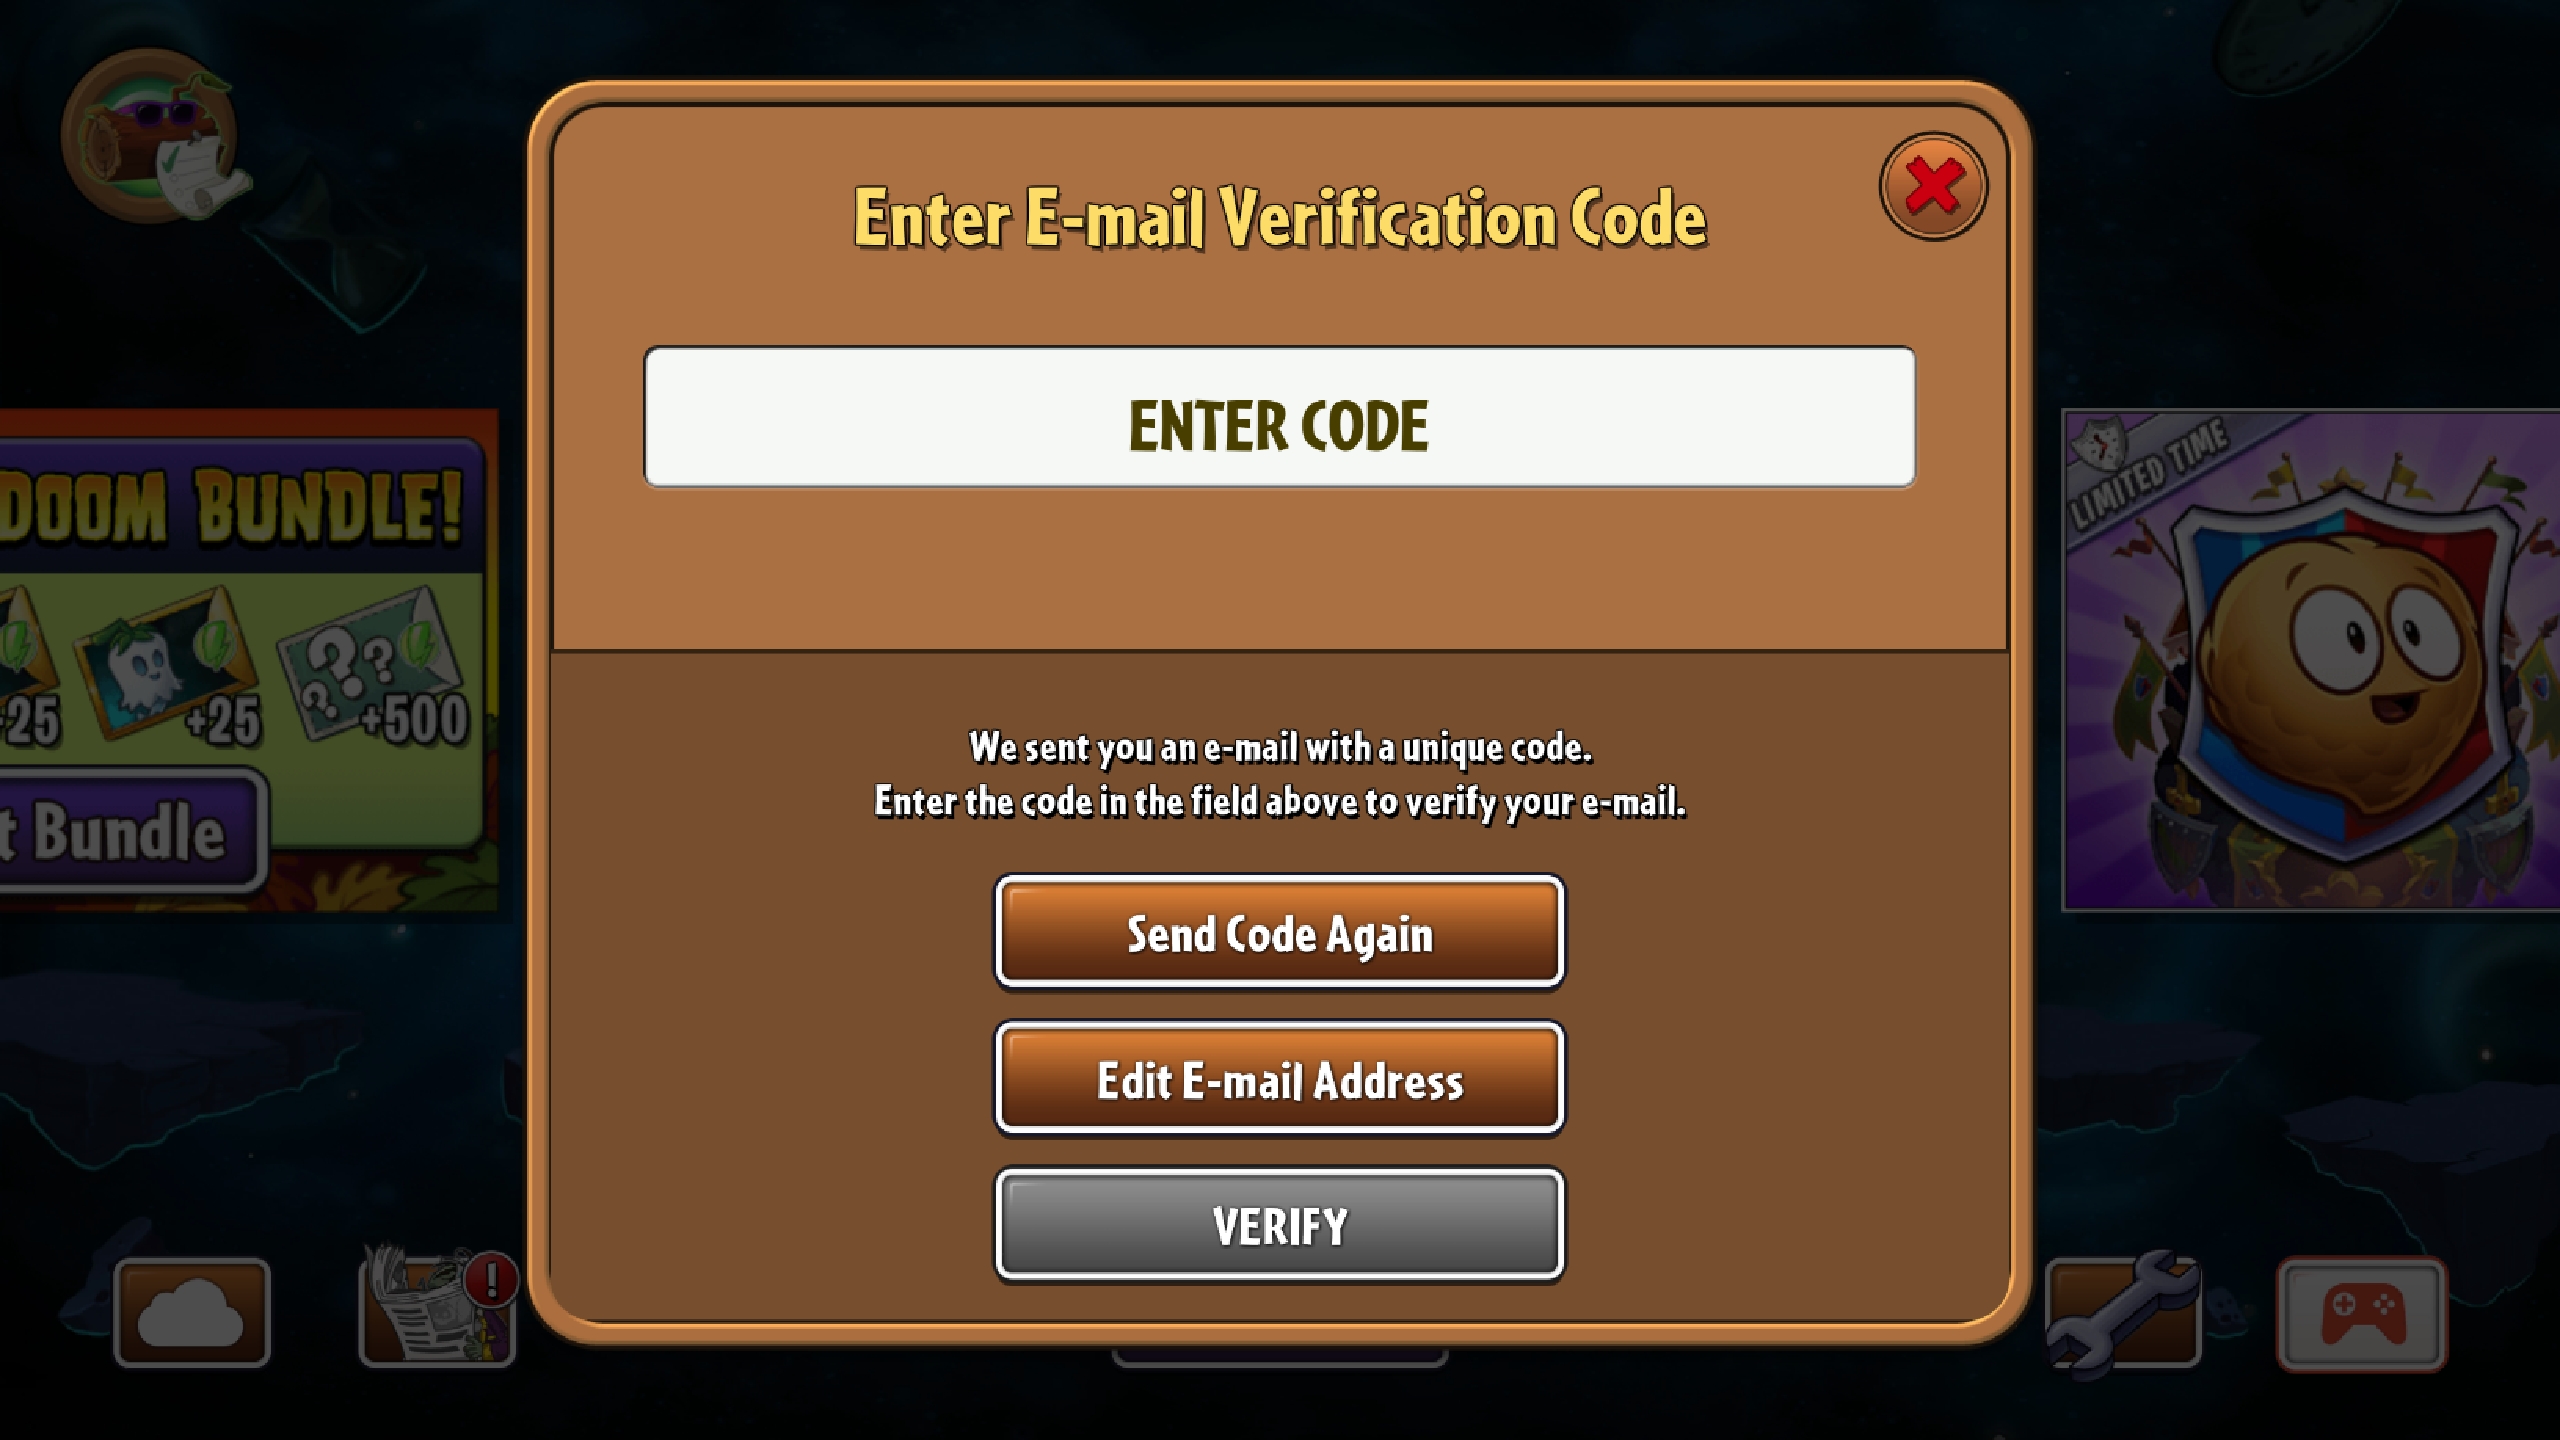 Enter E-mail Verification Code
ENTER CODE
DOOM BUNDLE!
+25
+25
+500
t Bundle
LIMITED TIME
We sent you an e-mail with a unique code.
Enter the code in the field above to verify your e-mail.
Send Code Again
Edit E-mail Address
VERIFY